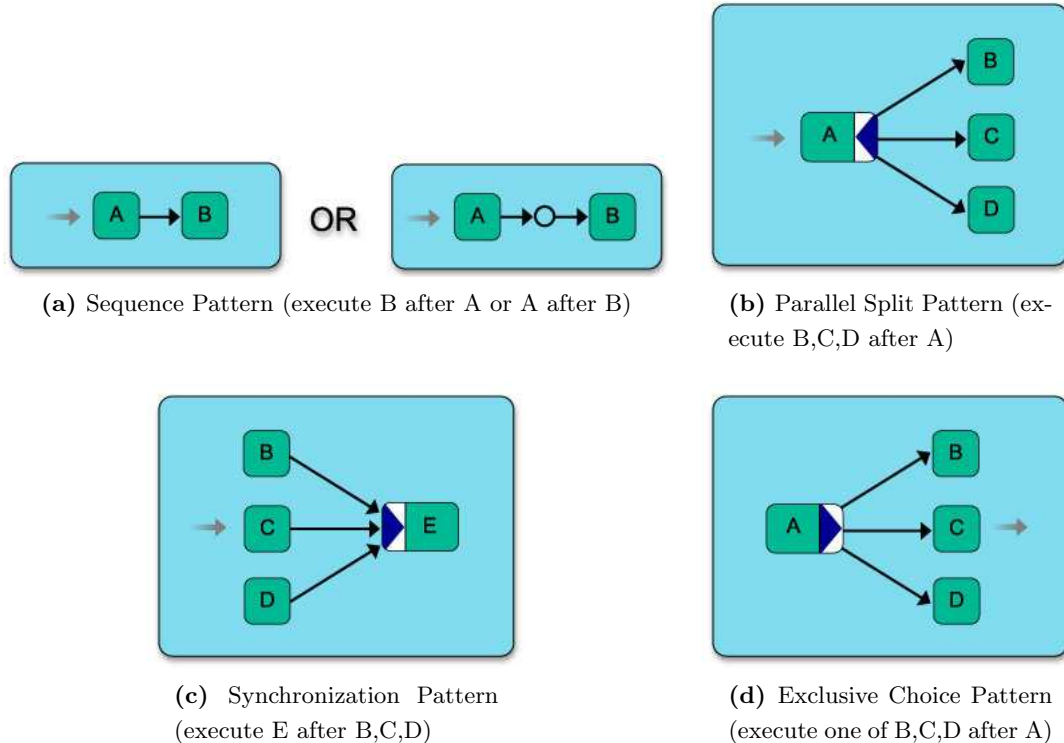 A
B
OR
A
B
(a) Sequence Pattern (execute B after A or A after B)
B
A
C
D
(b) Parallel Split Pattern (ex-
ecute B,C,D after A)
B
C
E
D
(c) Synchronization Pattern
(execute E after B,C,D)
B
A
C
D
(d) Exclusive Choice Pattern
(execute one of B,C,D after A)